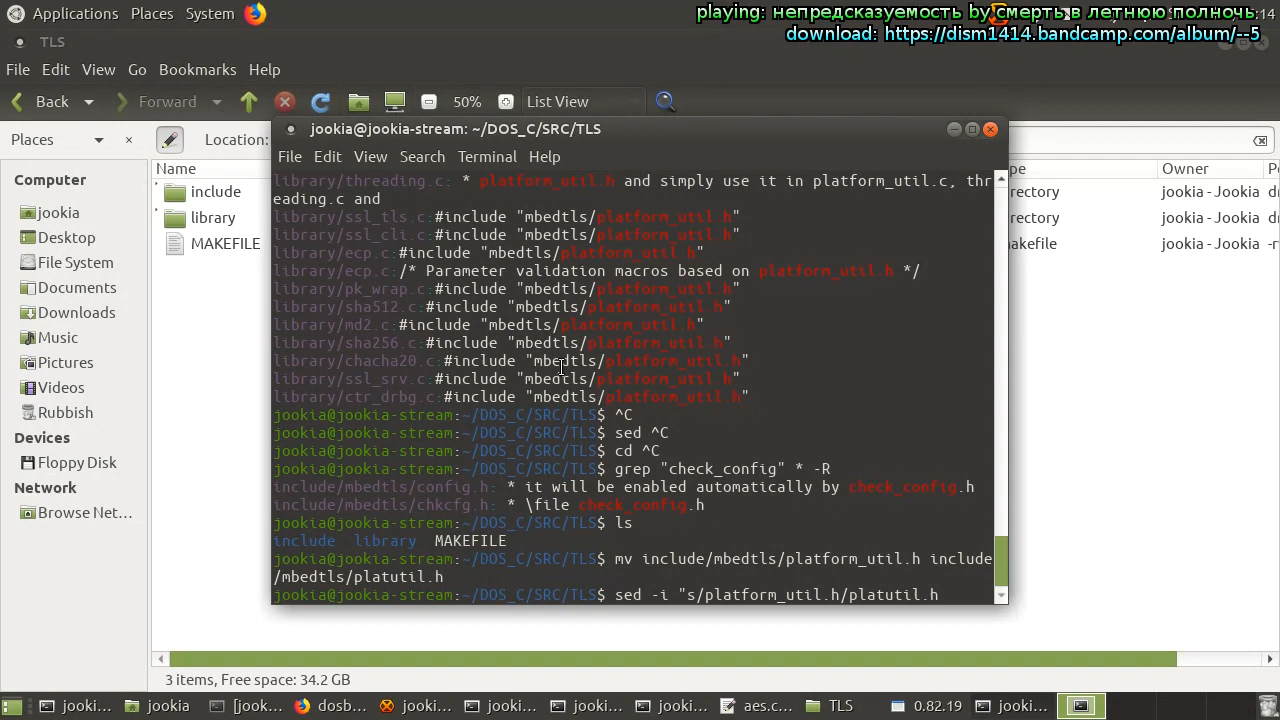 Applications Places System
playing: непредсказуемость by смерть в летнюю полночь
:14
download: https://dism1414.bandcamp.com/album/--5
TLS
File Edit View Go Bookmarks Help
Back Forward 50% List View
Places Location:
jookia@jookia-stream: ~/DOS_C/SRC/TLS
File Edit View Search Terminal Help
Name Owner
Computer
jookia
Desktop
File System
Documents
Downloads
Music
Pictures
Videos
Rubbish
Devices
Floppy Disk
Network
Browse Net...
include jookia - Jookia
library jookia - Jookia
MAKEFILE makefile jookia - Jookia
library/threading.c: * platform_util.h and simply use it in platform_util.c, thr
eading.c and
library/ssl_tls.c:#include "mbedtls/platform_util.h"
library/ssl_cli.c:#include "mbedtls/platform_util.h"
library/ecp.c:#include "mbedtls/platform_util.h"
library/ecp.c:/* Parameter validation macros based on platform_util.h */
library/pk_wrap.c:#include "mbedtls/platform_util.h"
library/sha512.c:#include "mbedtls/platform_util.h"
library/md2.c:#include "mbedtls/platform_util.h"
library/sha256.c:#include "mbedtls/platform_util.h"
library/chacha20.c:#include "mbedtls/platform_util.h"
library/ssl_srv.c:#include "mbedtls/platform_util.h"
library/ctr_drbg.c:#include "mbedtls/platform_util.h"
jookia@jookia-stream:~/DOS_C/SRC/TLS$ ^C
jookia@jookia-stream:~/DOS_C/SRC/TLS$ sed ^C
jookia@jookia-stream:~/DOS_C/SRC/TLS$ cd ^C
jookia@jookia-stream:~/DOS_C/SRC/TLS$ grep "check_config" * -R
include/mbedtls/config.h: * it will be enabled automatically by check_config.h
include/mbedtls/chkcfg.h: * \file check_config.h
jookia@jookia-stream:~/DOS_C/SRC/TLS$ ls
include library MAKEFILE
jookia@jookia-stream:~/DOS_C/SRC/TLS$ mv include/mbedtls/platform_util.h include
/mbedtls/platutil.h
jookia@jookia-stream:~/DOS_C/SRC/TLS$ sed -i "s/platform_util.h/platutil.h
3 items, Free space: 34.2 GB
jooki... jookia [jook... dosb... jooki... jooki... jooki... jooki... aes.c... TLS 0.82.19 jooki...